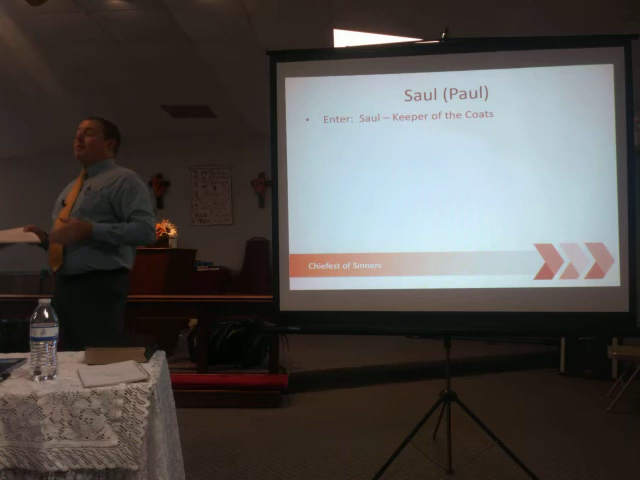 Saul (Paul)
• Enter: Saul – Keeper of the Coats
Chiefest of Sinners